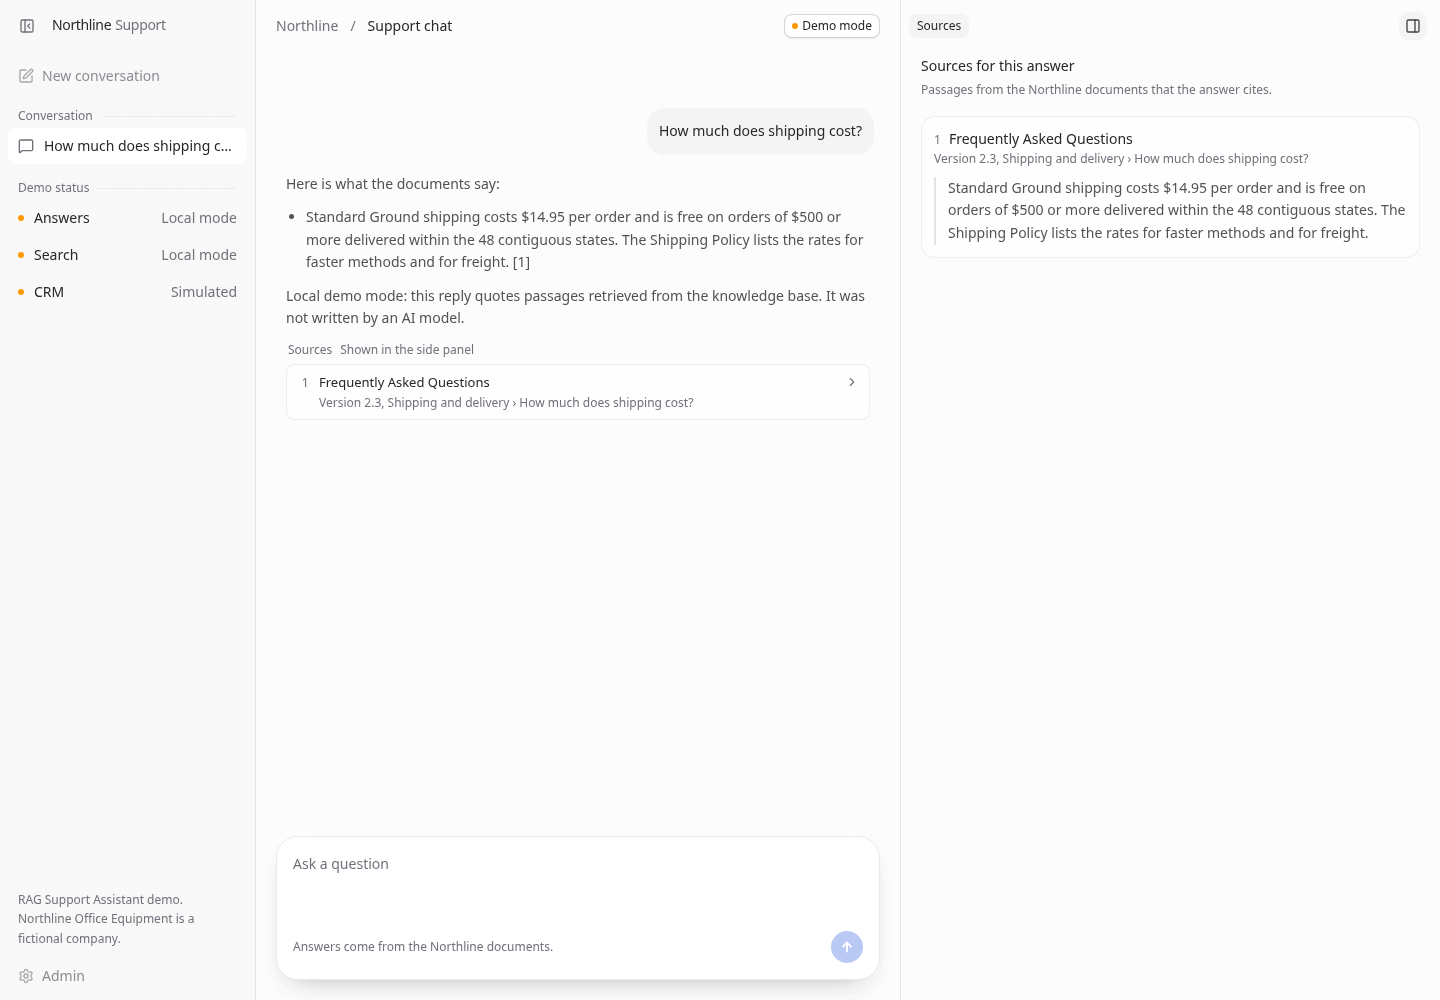 Northline Support
New conversation
Conversation
How much does shipping c...
Demo status
Answers Local mode
Search Local mode
CRM Simulated
RAG Support Assistant demo.
Northline Office Equipment is a
fictional company.
Admin
Northline / Support chat
Demo mode
How much does shipping cost?
Here is what the documents say:
• Standard Ground shipping costs $14.95 per order and is free on orders of $500 or
more delivered within the 48 contiguous states. The Shipping Policy lists the rates for
faster methods and for freight. [1]
Local demo mode: this reply quotes passages retrieved from the knowledge base. It was
not written by an AI model.
Sources Shown in the side panel
1 Frequently Asked Questions
Version 2.3, Shipping and delivery › How much does shipping cost?
Ask a question
Answers come from the Northline documents.
Sources
Sources for this answer
Passages from the Northline documents that the answer cites.
1 Frequently Asked Questions
Version 2.3, Shipping and delivery › How much does shipping cost?
Standard Ground shipping costs $14.95 per order and is free on
orders of $500 or more delivered within the 48 contiguous states. The
Shipping Policy lists the rates for faster methods and for freight.